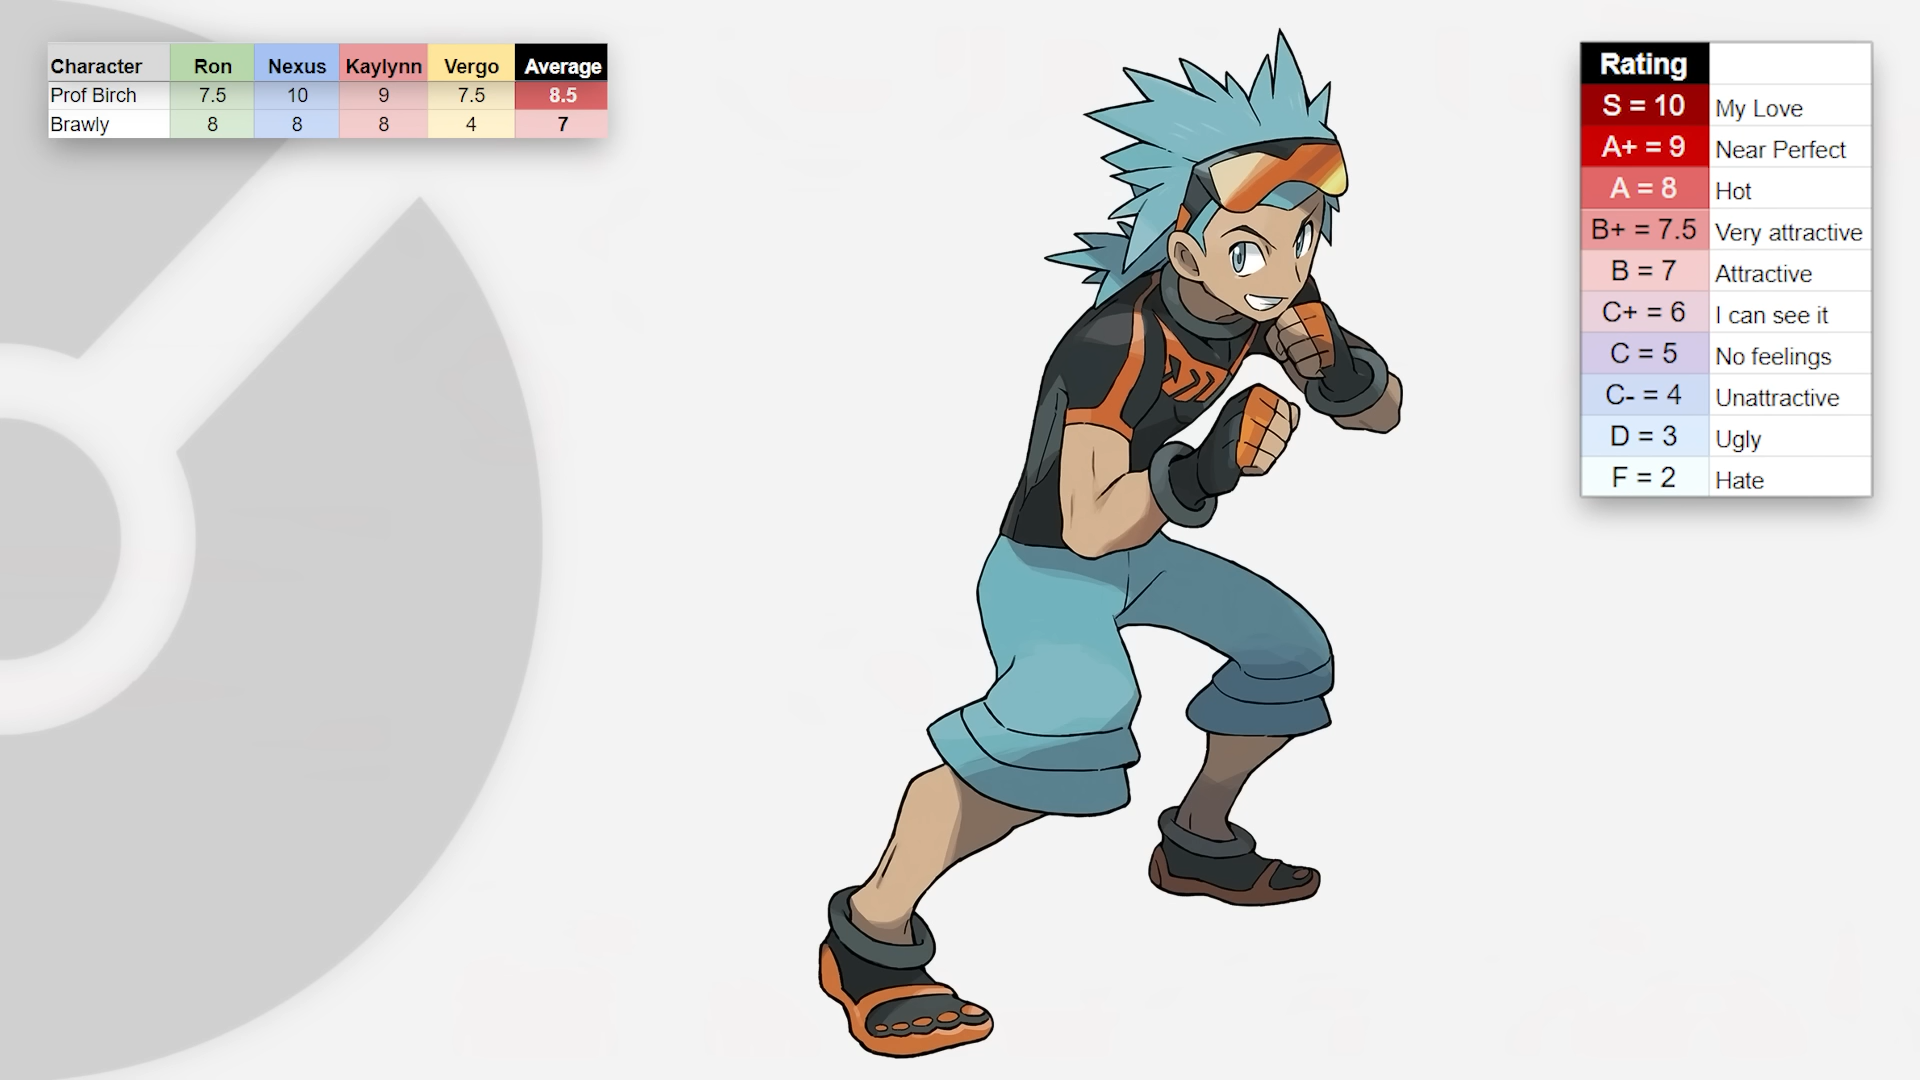 Character Ron Nexus Kaylynn Vergo Average
Prof Birch 7.5 10 9 7.5 8.5
Brawly 8 8 8 4 7
Rating
S = 10 My Love
A+ = 9 Near Perfect
A = 8 Hot
B+ = 7.5 Very attractive
B = 7 Attractive
C+ = 6 I can see it
C = 5 No feelings
C- = 4 Unattractive
D = 3 Ugly
F = 2 Hate